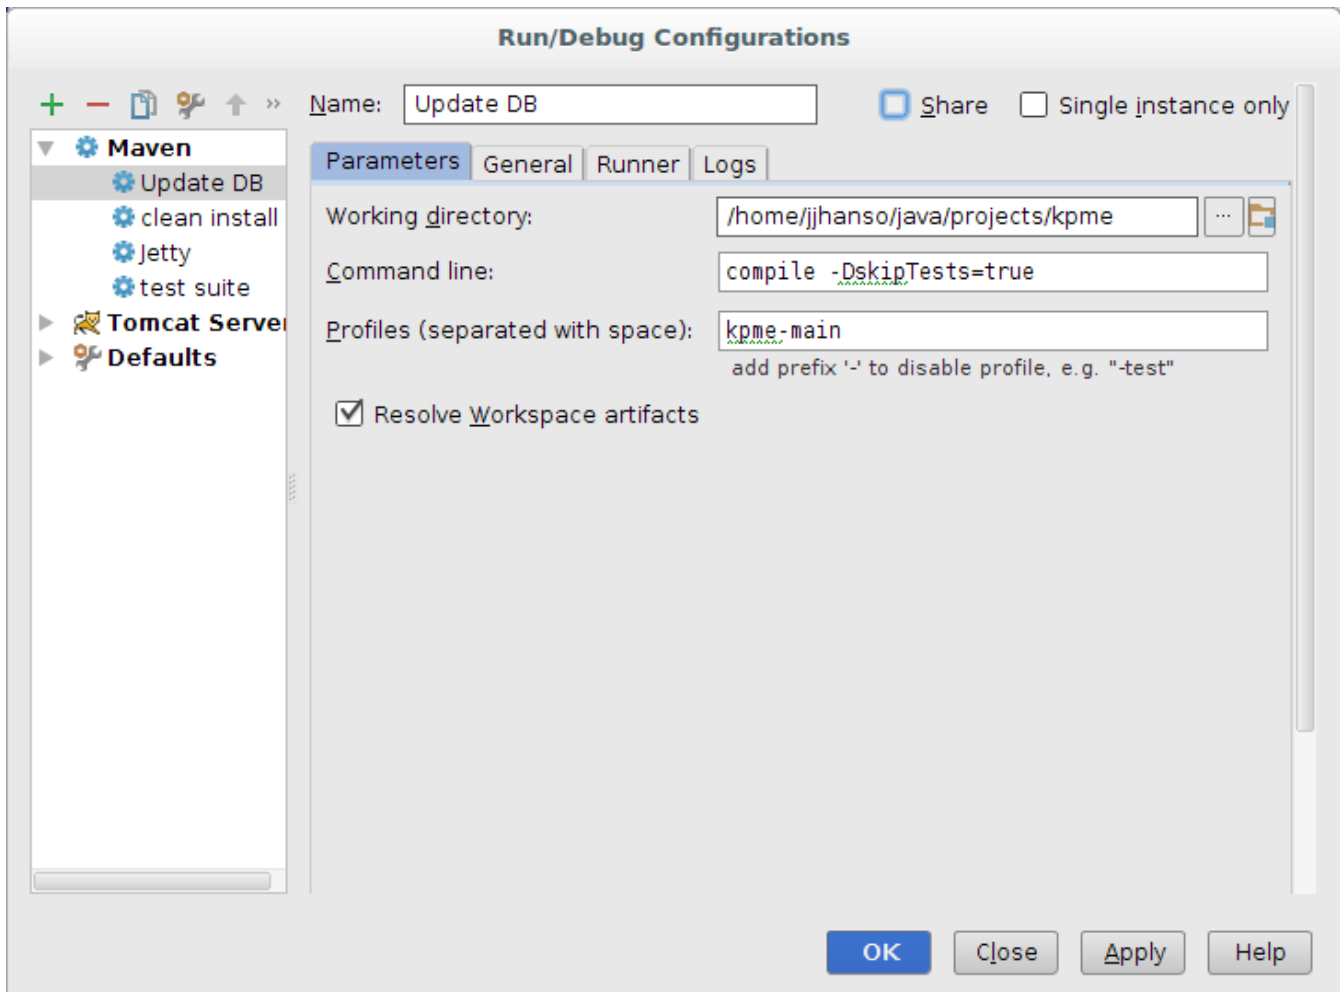 Run/Debug Configurations
Name: Update DB Share Single instance only
Maven
Update DB
clean install
Jetty
test suite
Tomcat Server
Defaults
Parameters General Runner Logs
Working directory: /home/jjhanso/java/projects/kpme ...
Command line: compile -DskipTests=true
Profiles (separated with space): kpme-main
add prefix '-' to disable profile, e.g. "-test"
Resolve Workspace artifacts
OK Close Apply Help